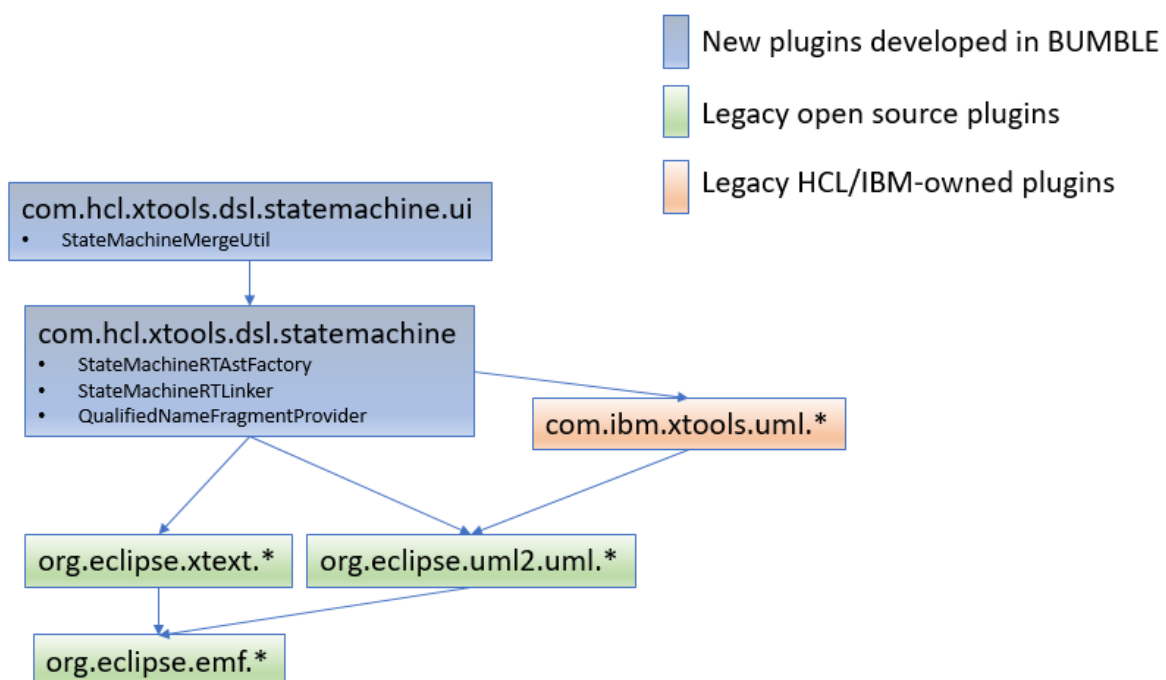 New plugins developed in BUMBLE
Legacy open source plugins
Legacy HCL/IBM-owned plugins
com.hcl.xtools.dsl.statemachine.ui
• StateMachineMergeUtil
com.hcl.xtools.dsl.statemachine
• StateMachineRTAstFactory
• StateMachineRTLinker
• QualifiedNameFragmentProvider
com.ibm.xtools.uml.*
org.eclipse.xtext.*
org.eclipse.uml2.uml.*
org.eclipse.emf.*